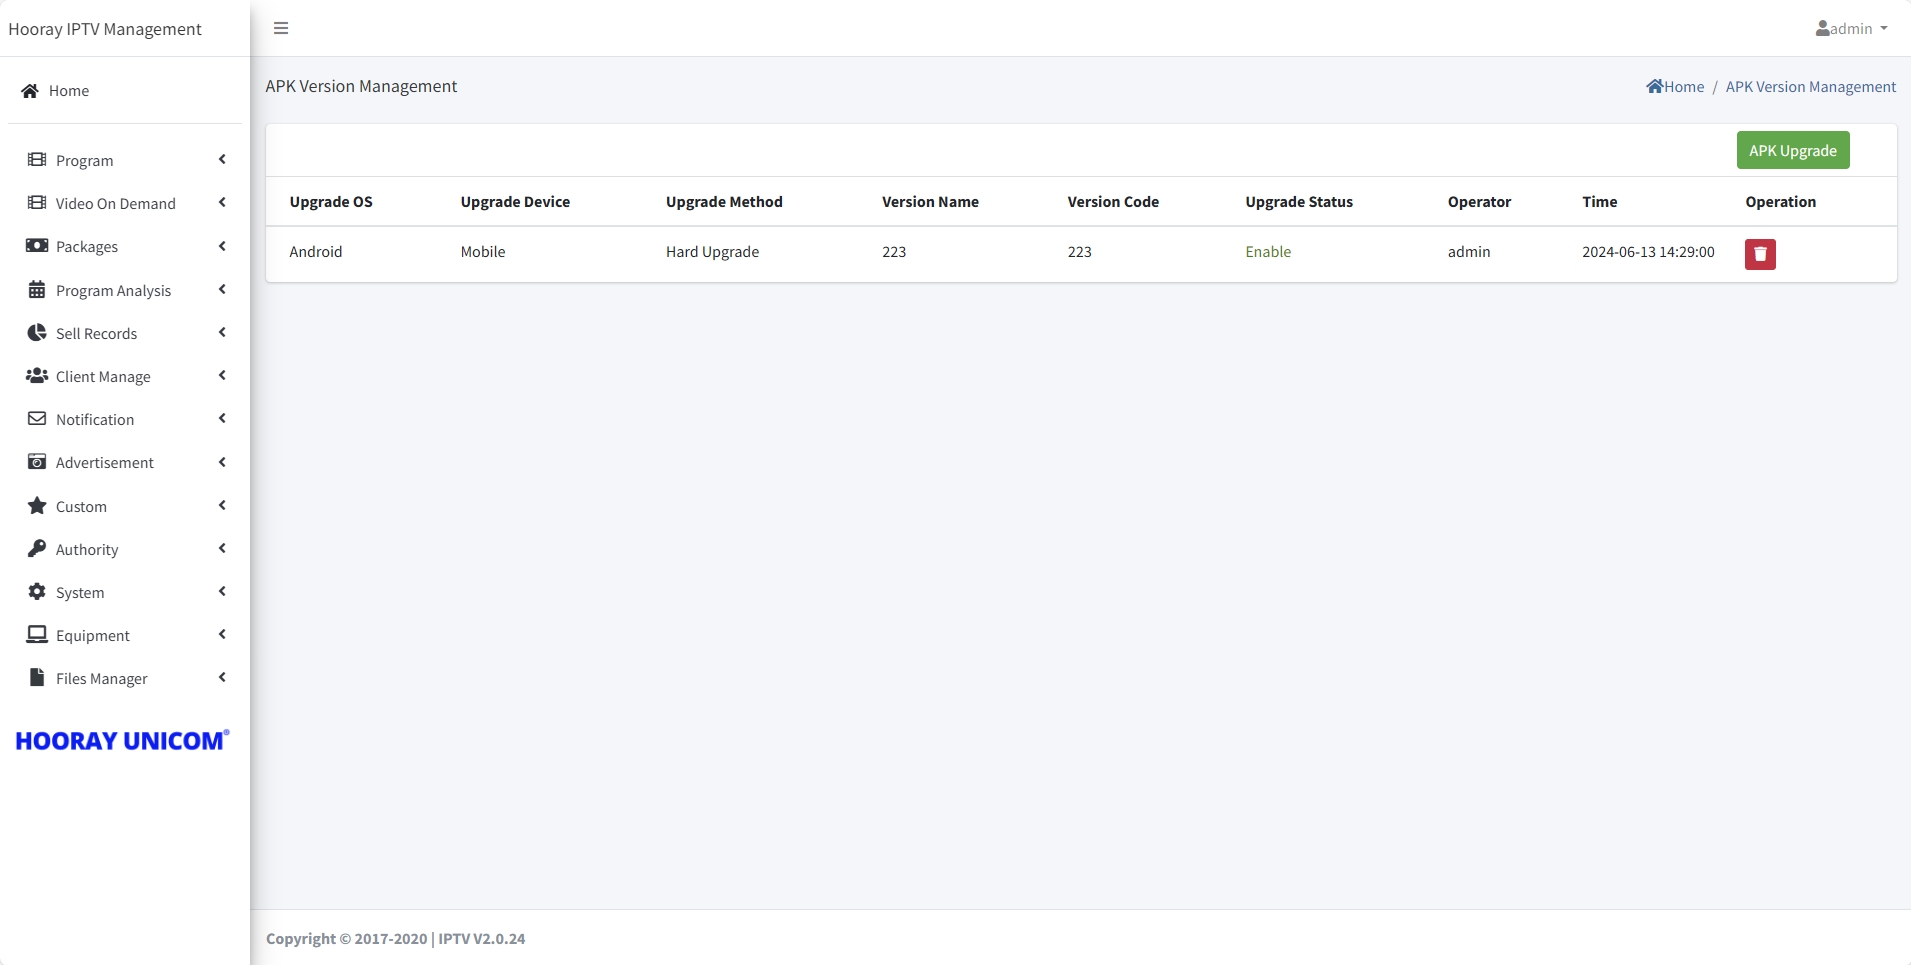 Hooray IPTV Management
admin
Home
Program
Video On Demand
Packages
Program Analysis
Sell Records
Client Manage
Notification
Advertisement
Custom
Authority
System
Equipment
Files Manager
HOORAY UNICOM®
APK Version Management
Home / APK Version Management
APK Upgrade
Upgrade OS Upgrade Device Upgrade Method Version Name Version Code Upgrade Status Operator Time Operation
Android Mobile Hard Upgrade 223 223 Enable admin 2024-06-13 14:29:00
Copyright © 2017-2020 | IPTV V2.0.24